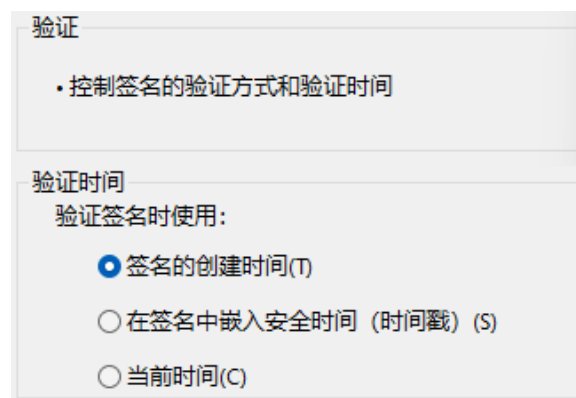 验证
• 控制签名的验证方式和验证时间
验证时间
验证签名时使用：
签名的创建时间(T)
在签名中嵌入安全时间（时间戳）(S)
当前时间(C)